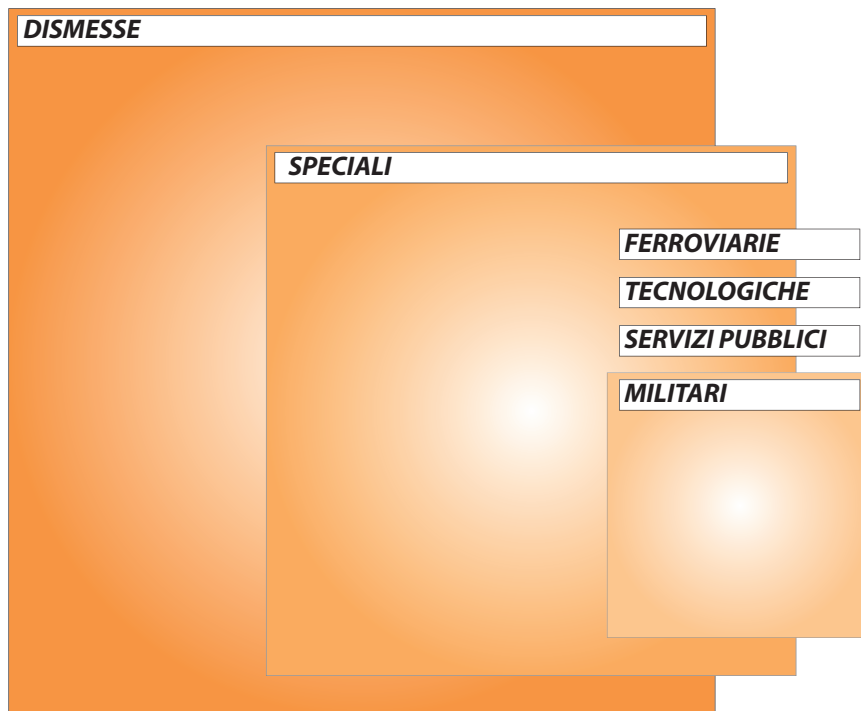 DISMESSE
SPECIALI
FERROVIARIE
TECNOLOGICHE
SERVIZI PUBBLICI
MILITARI